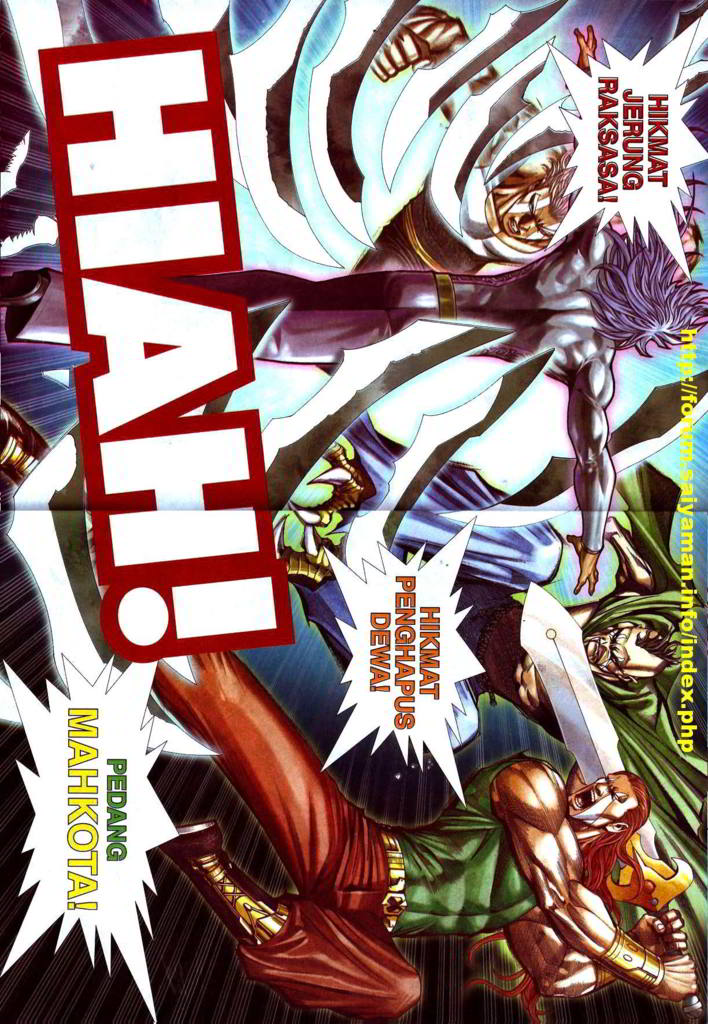 http://forum.saiyaman.info/index.php
HIKMAT
JERUNG
RAKSASA!
HIKMAT
PENGHAPUS
DEWA!
HIAH!
PEDANG
MAHKOTA!